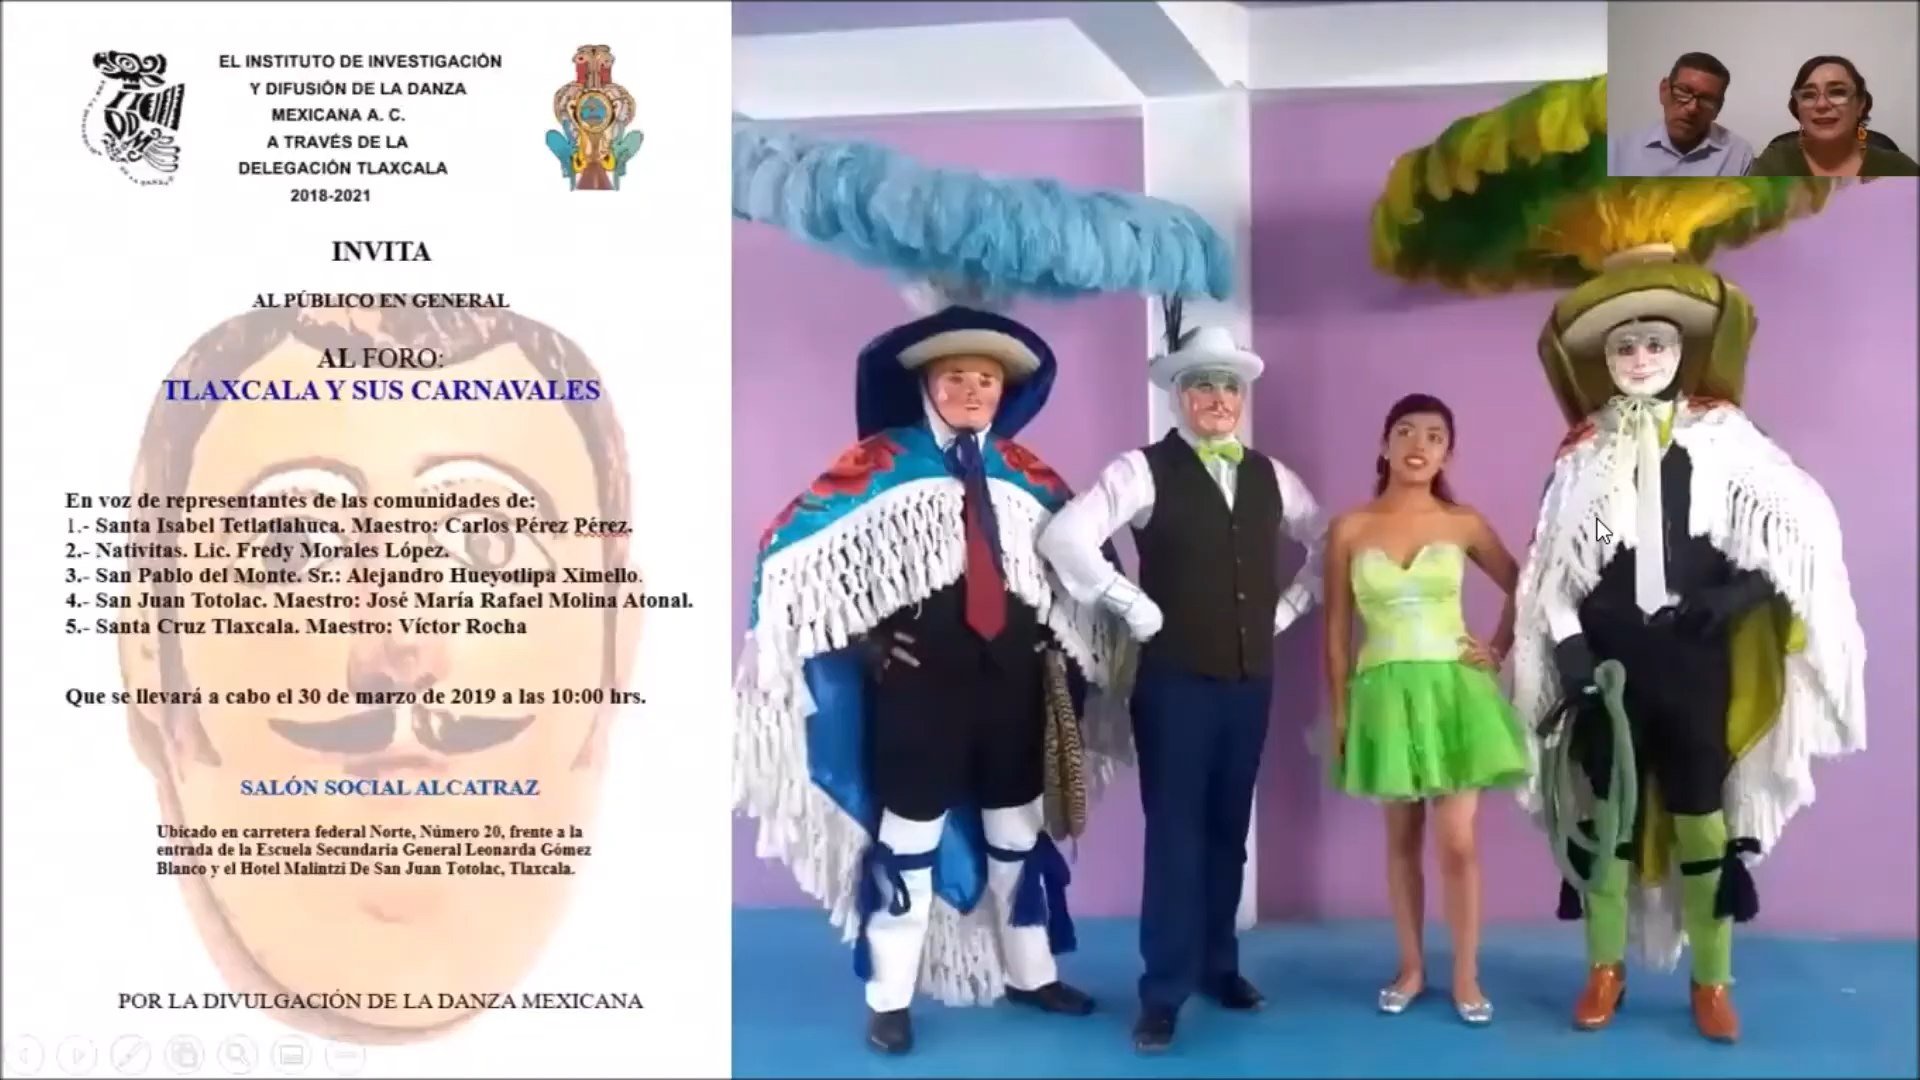 EL INSTITUTO DE INVESTIGACIÓN
Y DIFUSIÓN DE LA DANZA
MEXICANA A. C.
A TRAVÉS DE LA
DELEGACIÓN TLAXCALA
2018-2021
INVITA
AL PÚBLICO EN GENERAL
AL FORO:
TLAXCALA Y SUS CARNAVALES
En voz de representantes de las comunidades de:
1.- Santa Isabel Tetlatlahuca. Maestro: Carlos Pérez Pérez.
2.- Nativitas. Lic. Fredy Morales López.
3.- San Pablo del Monte. Sr.: Alejandro Hueyotlipa Ximello.
4.- San Juan Totolac. Maestro: José María Rafael Molina Atonal.
5.- Santa Cruz Tlaxcala. Maestro: Víctor Rocha
Que se llevará a cabo el 30 de marzo de 2019 a las 10:00 hrs.
SALÓN SOCIAL ALCATRAZ
Ubicado en carretera federal Norte, Número 20, frente a la
entrada de la Escuela Secundaria General Leonarda Gómez
Blanco y el Hotel Malintzi De San Juan Totolac, Tlaxcala.
POR LA DIVULGACIÓN DE LA DANZA MEXICANA